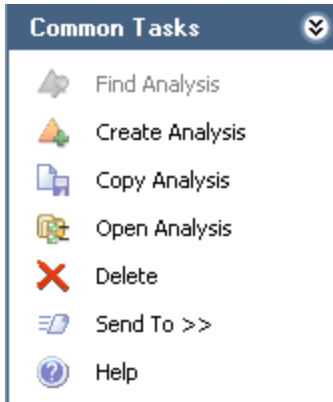 Common Tasks
Find Analysis
Create Analysis
Copy Analysis
Open Analysis
Delete
Send To >>
Help